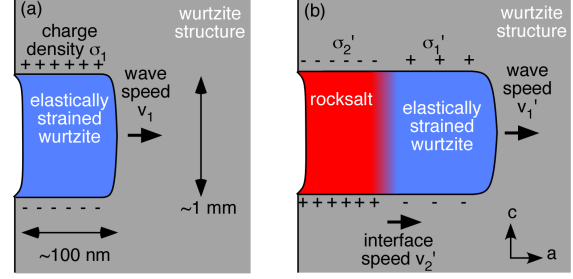 (a)
wurtzite
structure
charge
density σ₁
+ + + + + +
wave
speed
v₁
elastically
strained
wurtzite
- - - - - -
~1 mm
~100 nm
(b)
wurtzite
structure
σ₂'
σ₁'
- - - - - -
+ + +
rocksalt
elastically
strained
wurtzite
wave
speed
v₁'
+ + + + + +
- - -
interface
speed v₂'
c
a